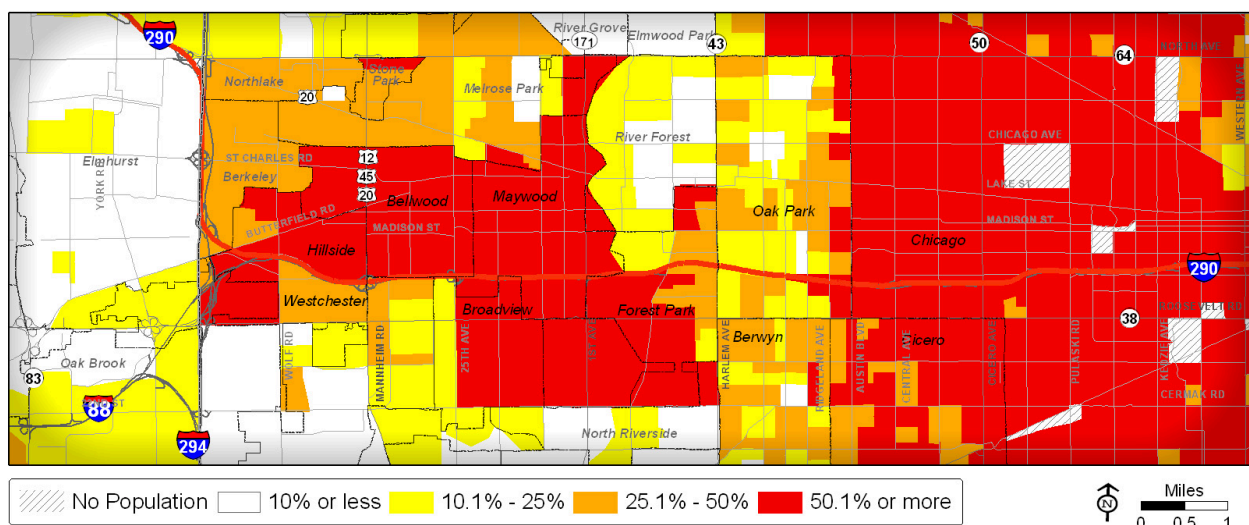 290
River Grove
171
Elmwood Park
43
50
64
NORTH AVE
Northlake
Stone
Park
20
Melrose Park
WESTERN AVE
River Forest
CHICAGO AVE
Elmhurst
YORK RD
ST CHARLES RD
12
Berkeley
45
20
LAKE ST
BUTTERFIELD RD
Bellwood
Maywood
Oak Park
MADISON ST
MADISON ST
Hillside
Chicago
290
Westchester
Broadview
Forest Park
ROOSEVELT RD
38
Berwyn
Cicero
Oak Brook
83
WOLF RD
MANNHEIM RD
25TH AVE
1ST AVE
HARLEM AVE
RIDGELAND AVE
AUSTIN BLVD
CENTRAL AVE
CICERO AVE
PULASKI RD
KEDZIE AVE
CERMAK RD
88
North Riverside
294
No Population
10% or less
10.1% - 25%
25.1% - 50%
50.1% or more
N
Miles
0 0.5 1